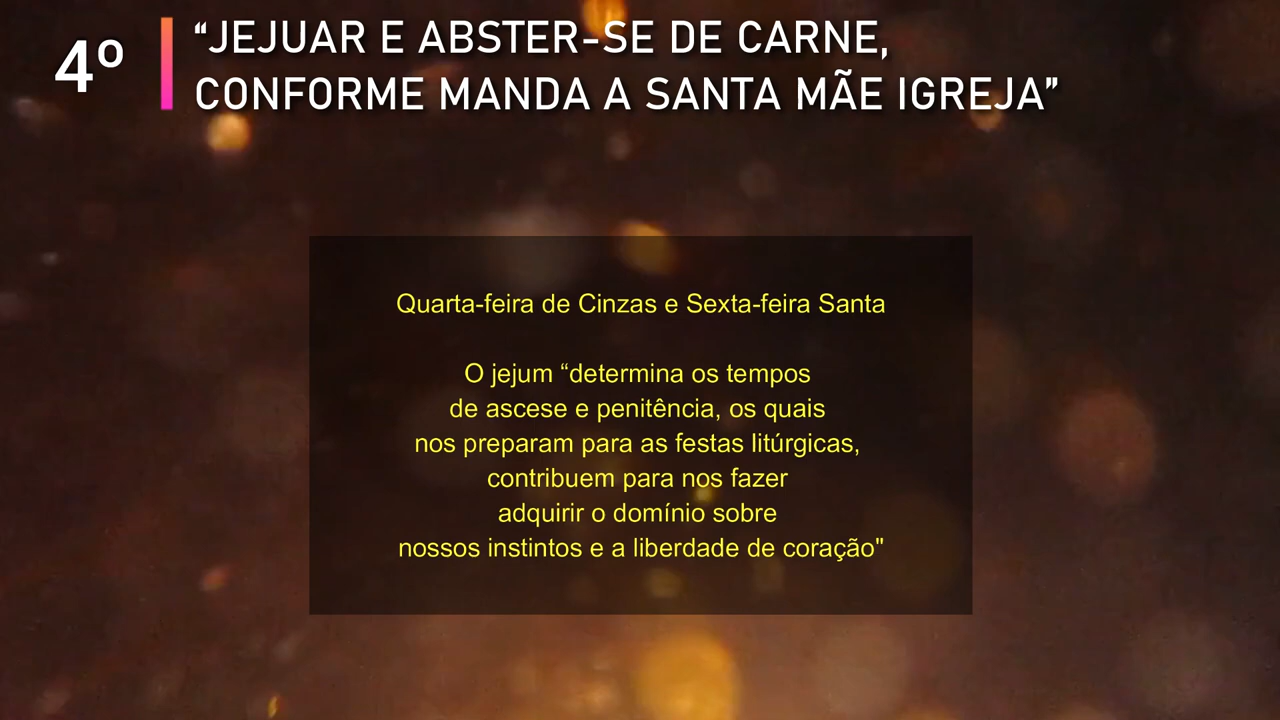 4º
“JEJUAR E ABSTER-SE DE CARNE,
CONFORME MANDA A SANTA MÃE IGREJA”
Quarta-feira de Cinzas e Sexta-feira Santa
O jejum “determina os tempos
de ascese e penitência, os quais
nos preparam para as festas litúrgicas,
contribuem para nos fazer
adquirir o domínio sobre
nossos instintos e a liberdade de coração"